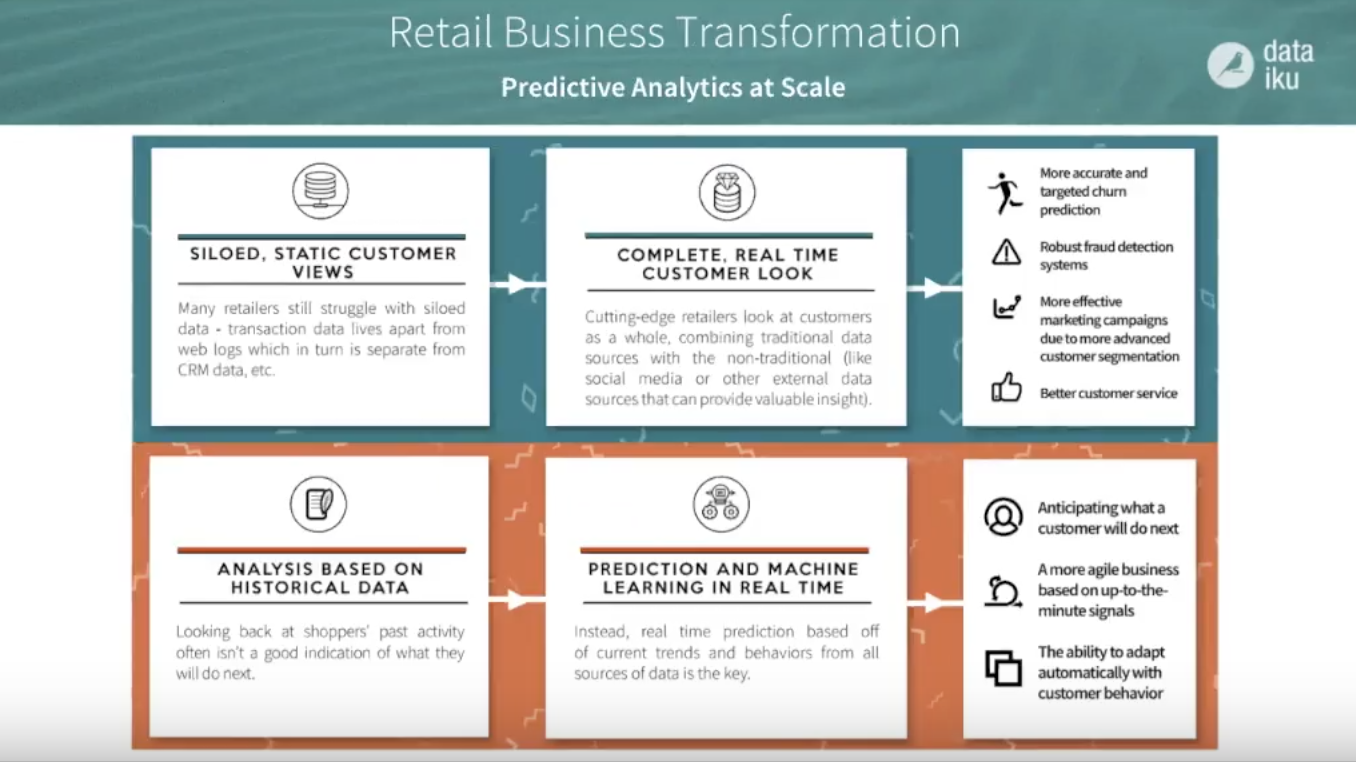 Retail Business Transformation
Predictive Analytics at Scale
data
iku
SILOED, STATIC CUSTOMER
VIEWS
Many retailers still struggle with siloed
data - transaction data lives apart from
web logs which in turn is separate from
CRM data, etc.
COMPLETE, REAL TIME
CUSTOMER LOOK
Cutting-edge retailers look at customers
as a whole, combining traditional data
sources with the non-traditional (like
social media or other external data
sources that can provide valuable insight).
More accurate and
targeted churn
prediction
Robust fraud detection
systems
More effective
marketing campaigns
due to more advanced
customer segmentation
Better customer service
ANALYSIS BASED ON
HISTORICAL DATA
Looking back at shoppers' past activity
often isn't a good indication of what they
will do next.
PREDICTION AND MACHINE
LEARNING IN REAL TIME
Instead, real time prediction based off
of current trends and behaviors from all
sources of data is the key.
Anticipating what a
customer will do next
A more agile business
based on up-to-the-
minute signals
The ability to adapt
automatically with
customer behavior